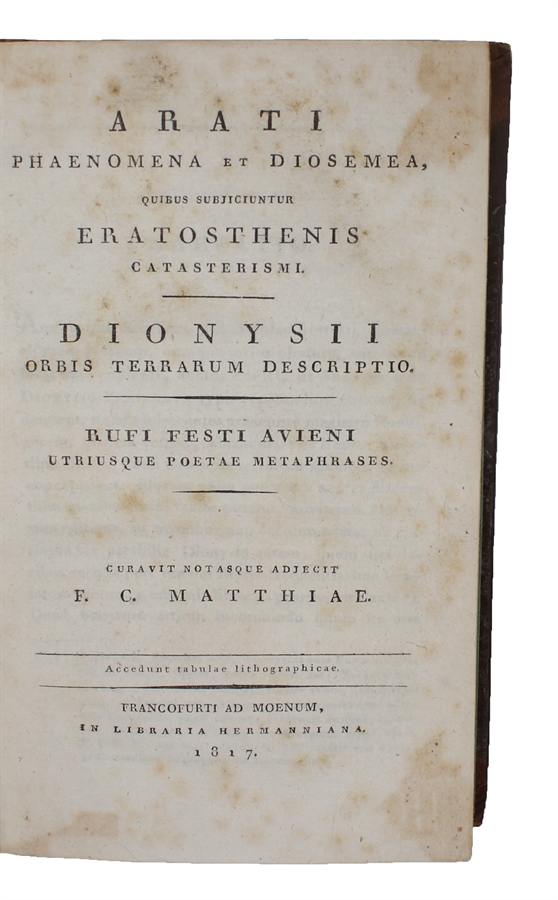 ARATI
PHAENOMENA ET DIOSEMEA,
QUIBUS SUBJICIUNTUR
ERATOSTHENIS
CATASTERISMI.
DIONYSII
ORBIS TERRARUM DESCRIPTIO.
RUFI FESTI AVIENI
UTRIUSQUE POETAE METAPHRASES.
CURAVIT NOTASQUE ADJECIT
F. C. MATTHIAE.
Accedunt tabulae lithographicae.
FRANCOFURTI AD MOENUM,
IN LIBRARIA HERMANNIANA.
1817.